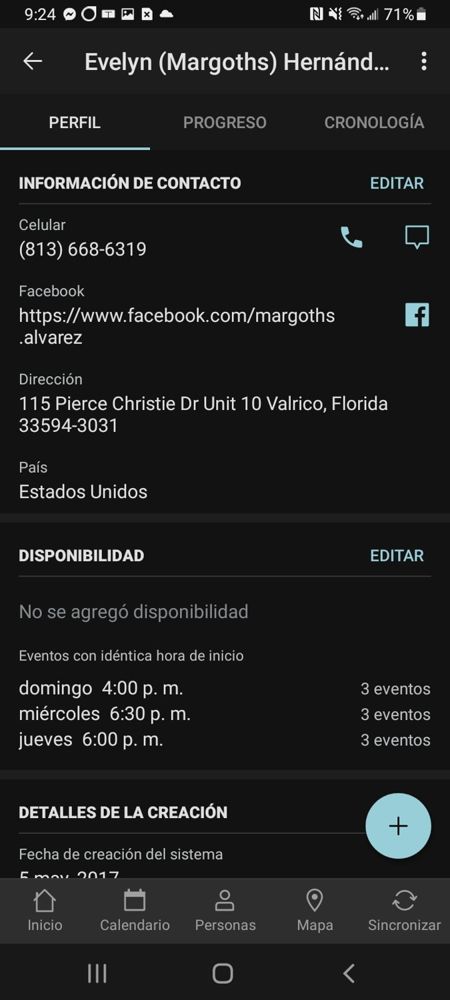 9:24
71%
Evelyn (Margoths) Hernánd...
PERFIL
PROGRESO
CRONOLOGÍA
INFORMACIÓN DE CONTACTO
EDITAR
Celular
(813) 668-6319
Facebook
https://www.facebook.com/margoths
.alvarez
Dirección
115 Pierce Christie Dr Unit 10 Valrico, Florida
33594-3031
País
Estados Unidos
DISPONIBILIDAD
EDITAR
No se agregó disponibilidad
Eventos con idéntica hora de inicio
domingo 4:00 p. m.
3 eventos
miércoles 6:30 p. m.
3 eventos
jueves 6:00 p. m.
3 eventos
DETALLES DE LA CREACIÓN
Fecha de creación del sistema
5 may. 2017
Inicio
Calendario
Personas
Mapa
Sincronizar